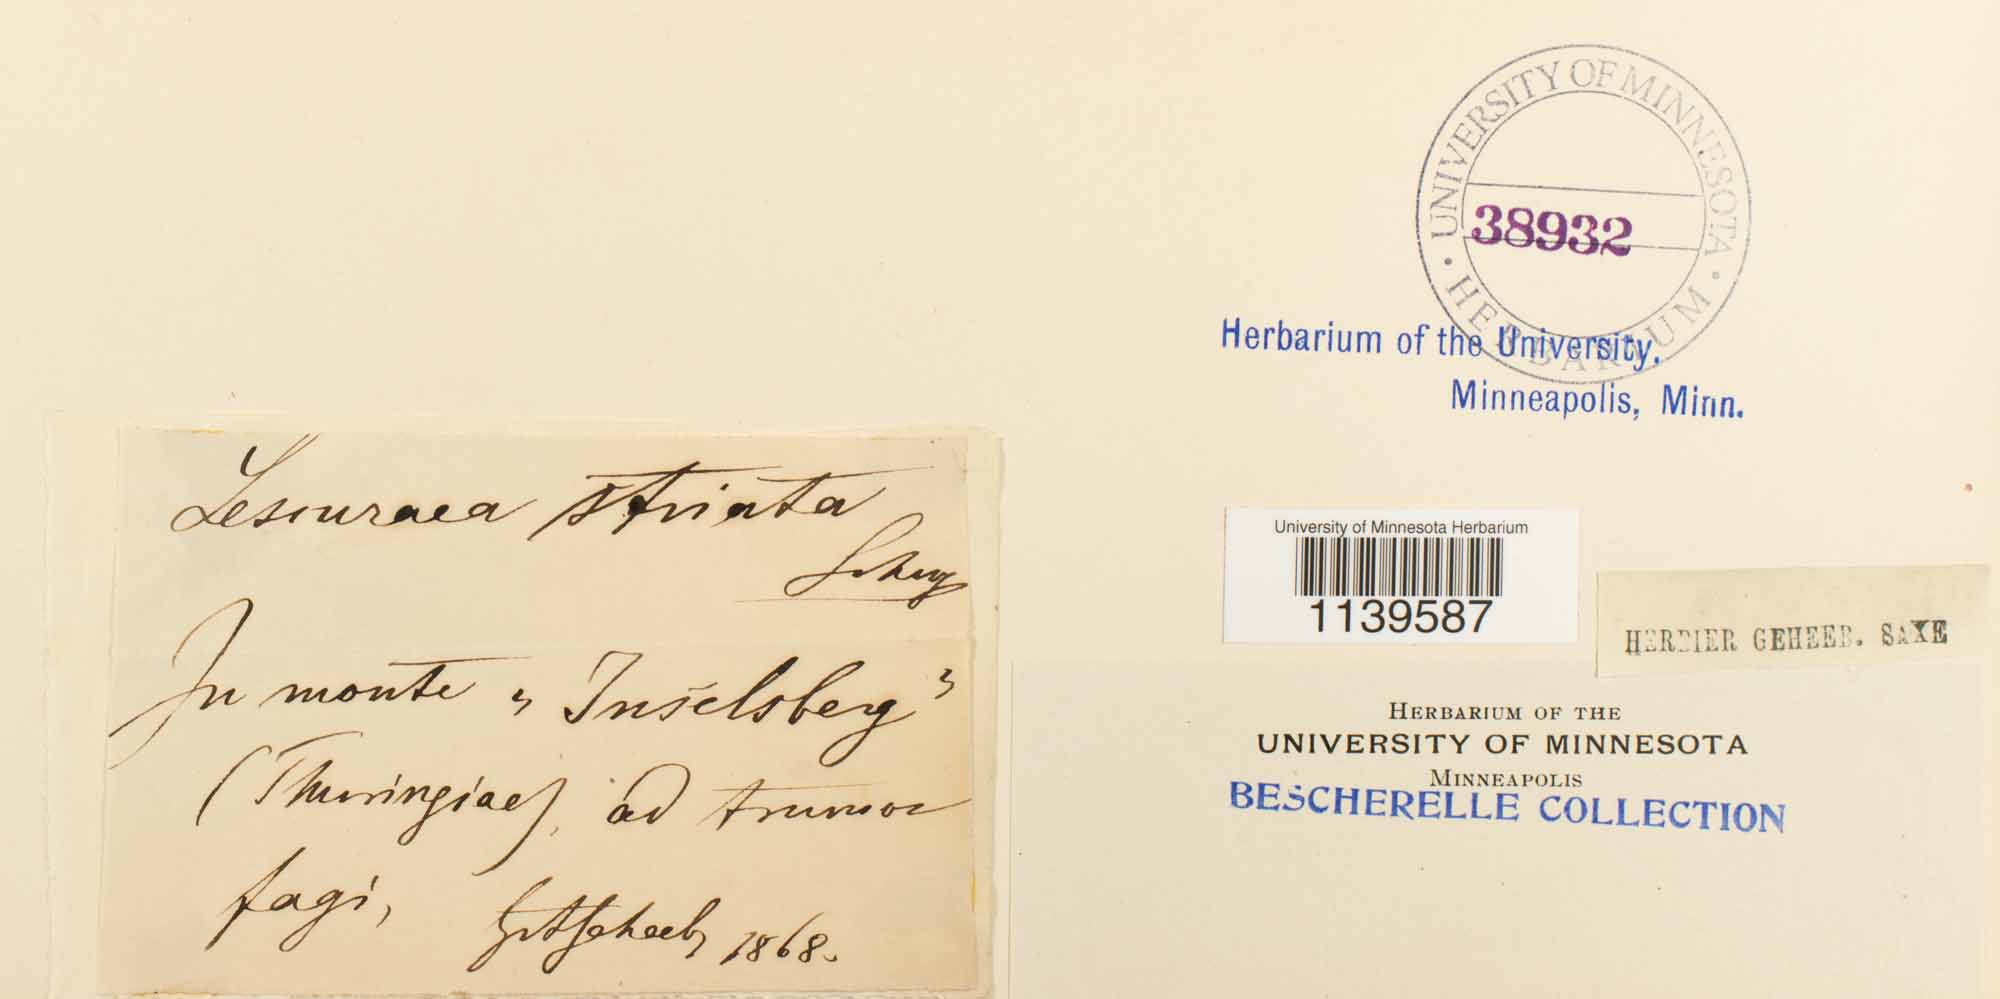 UNIVERSITY OF MINNESOTA
· HERBARIUM ·
38932
Herbarium of the University.
Minneapolis, Minn.
Lescuraea striata
Schpr
In monte „Inselsberg"
(Thuringiae), ad truncos
fagi,
Geheeb, 1868.
University of Minnesota Herbarium
1139587
HERBIER GEHEEB. SAXE
HERBARIUM OF THE
UNIVERSITY OF MINNESOTA
MINNEAPOLIS
BESCHERELLE COLLECTION